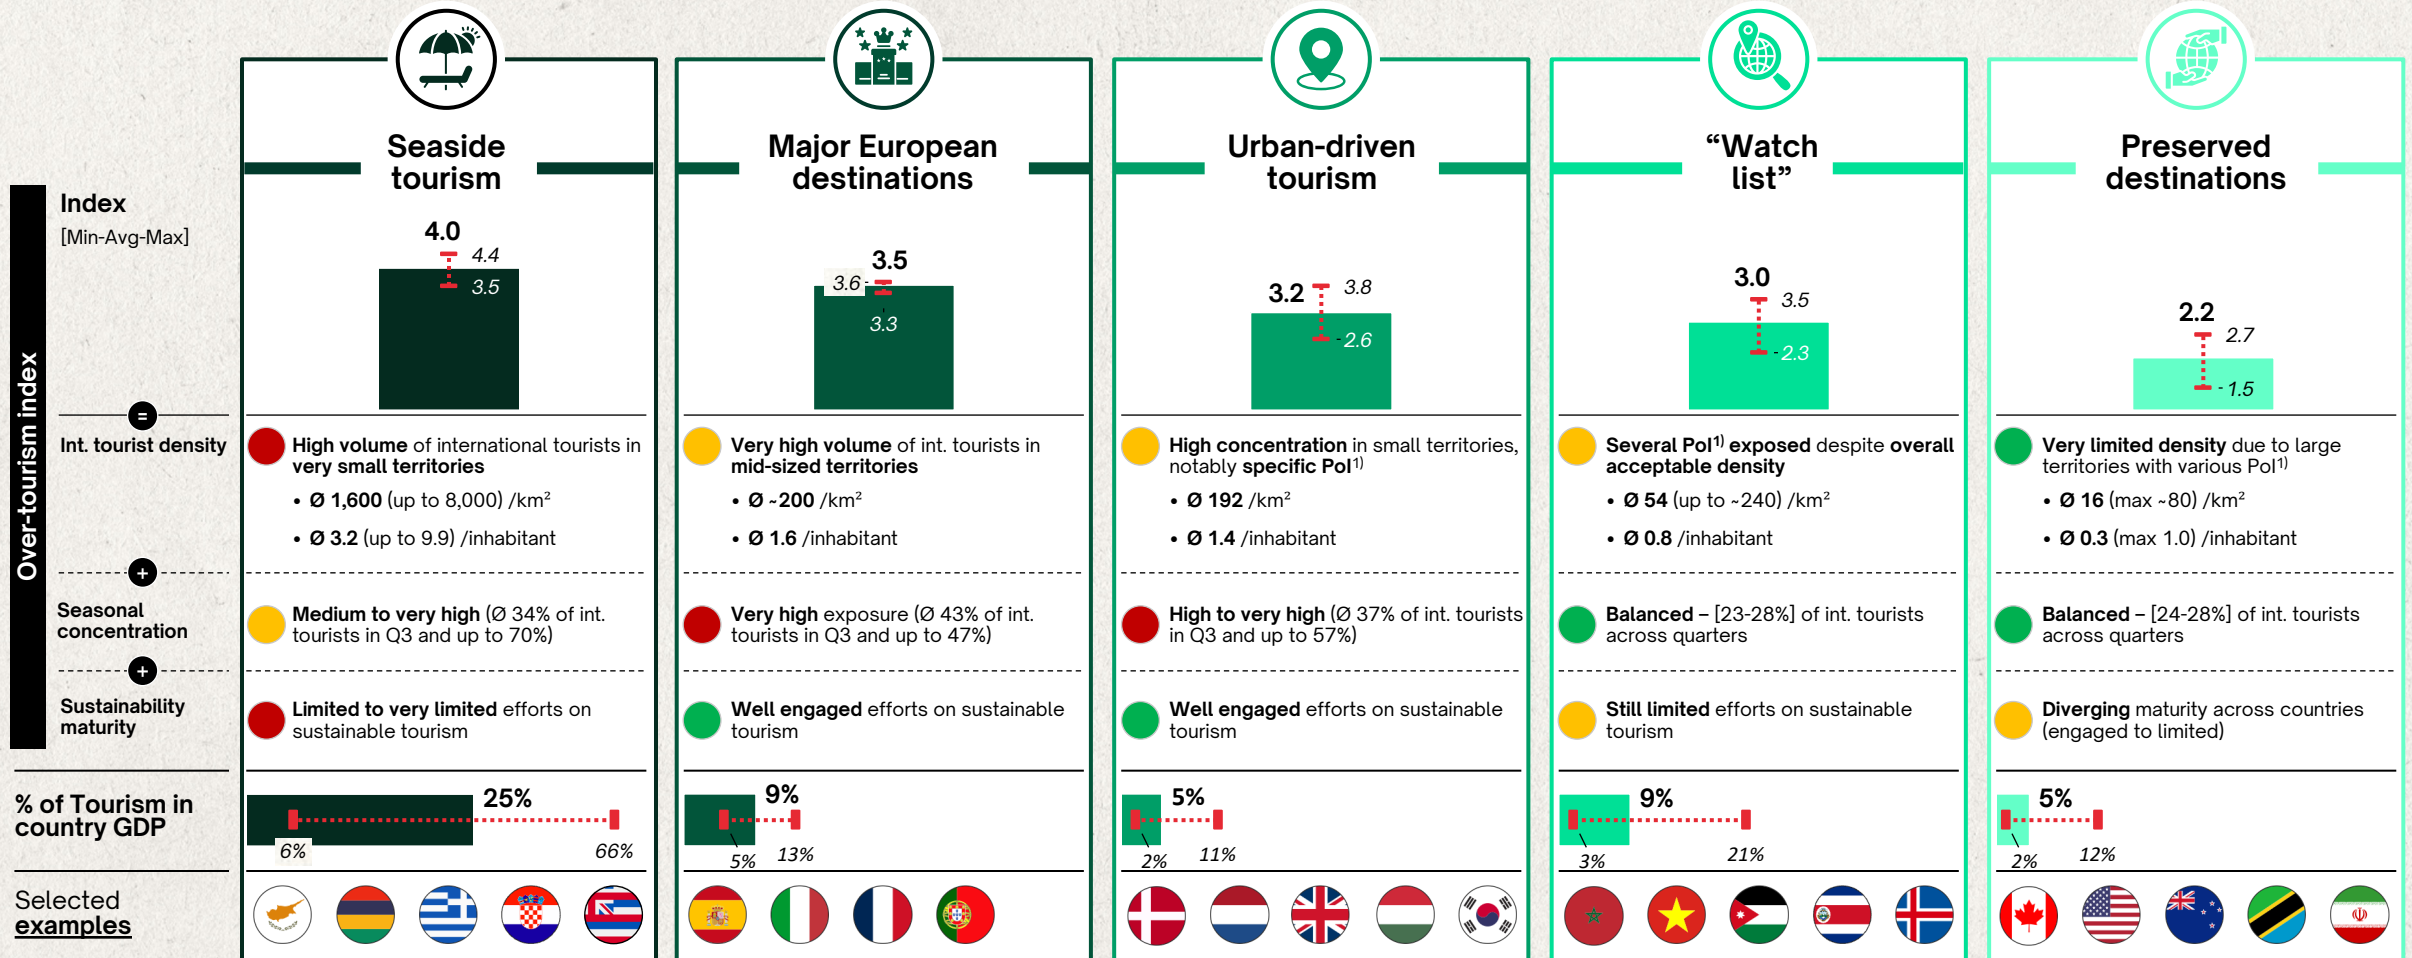 Seaside
tourism
Major European
destinations
Urban-driven
tourism
“Watch
list”
Preserved
destinations
Over-tourism index
Index
[Min-Avg-Max]
4.0
4.4
3.5
3.5
3.6
3.3
3.2
3.8
2.6
3.0
3.5
2.3
2.2
2.7
1.5
=
Int. tourist density
High volume of international tourists in
very small territories
• Ø 1,600 (up to 8,000) /km²
• Ø 3.2 (up to 9.9) /inhabitant
Very high volume of int. tourists in
mid-sized territories
• Ø ~200 /km²
• Ø 1.6 /inhabitant
High concentration in small territories,
notably specific PoI¹⁾
• Ø 192 /km²
• Ø 1.4 /inhabitant
Several PoI¹⁾ exposed despite overall
acceptable density
• Ø 54 (up to ~240) /km²
• Ø 0.8 /inhabitant
Very limited density due to large
territories with various PoI¹⁾
• Ø 16 (max ~80) /km²
• Ø 0.3 (max 1.0) /inhabitant
+
Seasonal
concentration
Medium to very high (Ø 34% of int.
tourists in Q3 and up to 70%)
Very high exposure (Ø 43% of int.
tourists in Q3 and up to 47%)
High to very high (Ø 37% of int. tourists
in Q3 and up to 57%)
Balanced – [23-28%] of int. tourists
across quarters
Balanced – [24-28%] of int. tourists
across quarters
+
Sustainability
maturity
Limited to very limited efforts on
sustainable tourism
Well engaged efforts on sustainable
tourism
Well engaged efforts on sustainable
tourism
Still limited efforts on sustainable
tourism
Diverging maturity across countries
(engaged to limited)
% of Tourism in
country GDP
25%
6%
66%
9%
5%
13%
5%
2%
11%
9%
3%
21%
5%
2%
12%
Selected
examples